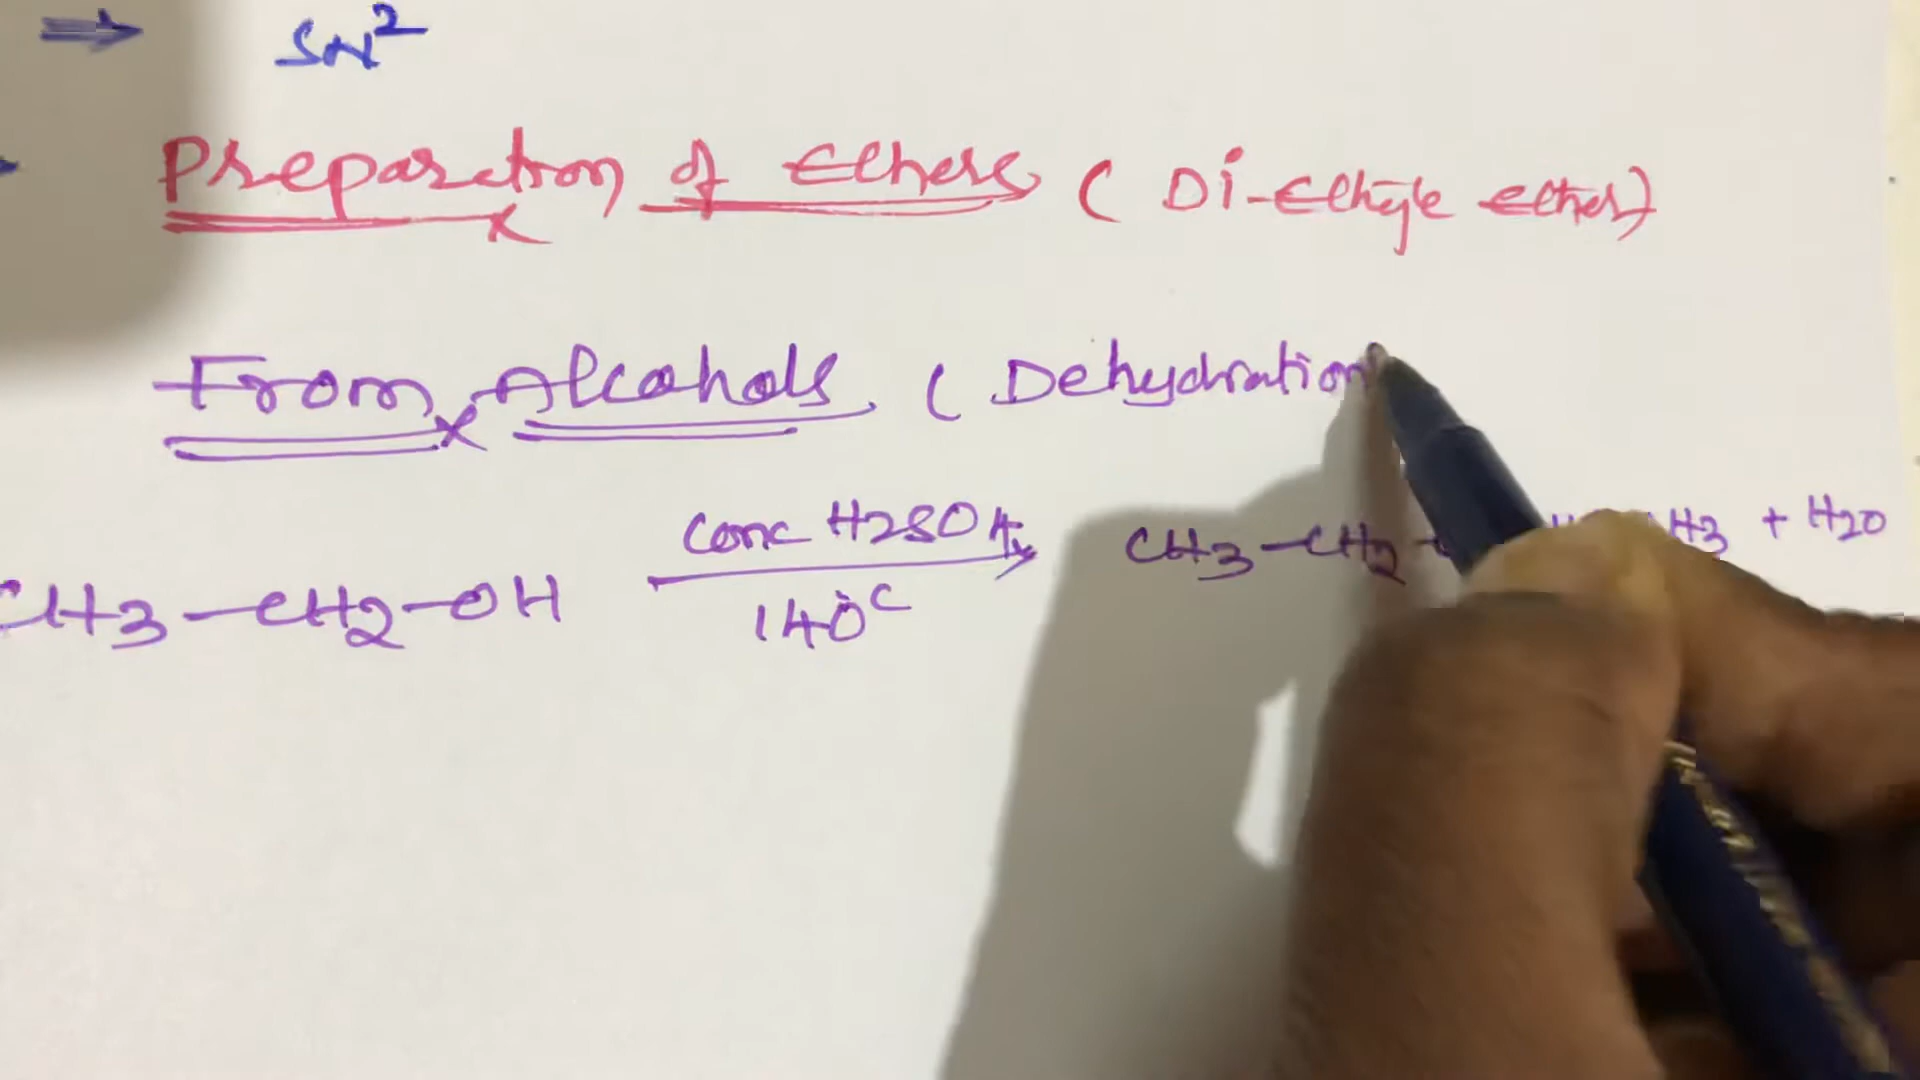 ⇒ SN²
Preparation of Ethers ( Di-Ethyle ether)
From Alcohols ( Dehydration
CH3-CH2-OH conc H2SO4 → 140°C CH3-CH2- H3 + H2O